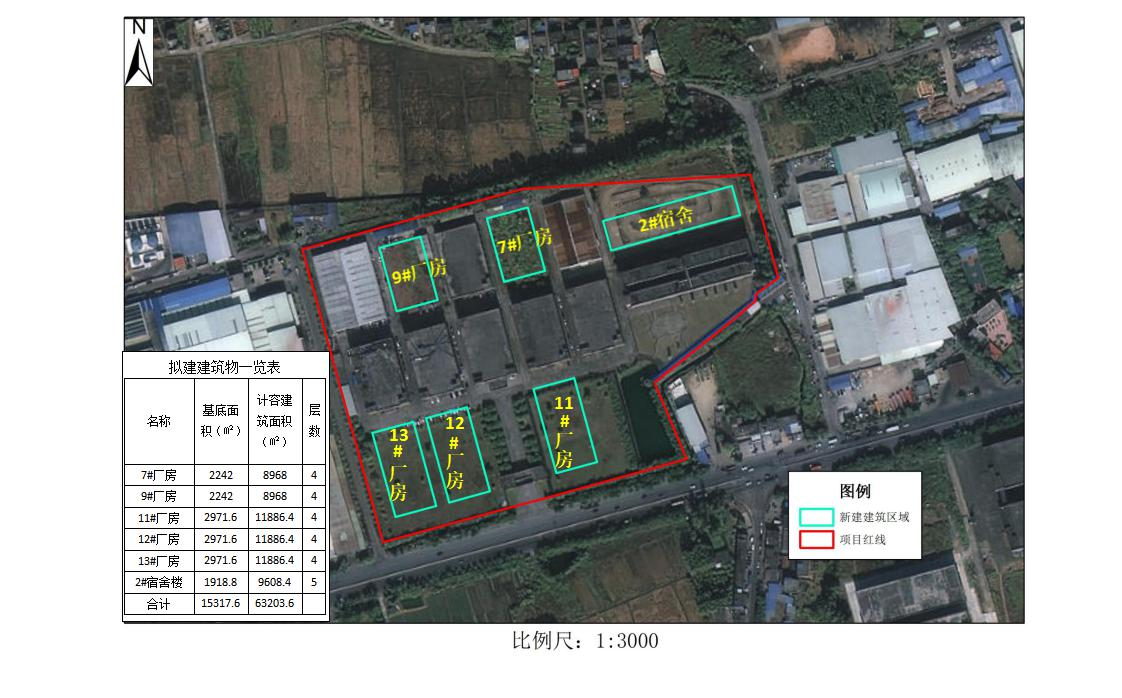 N
2#宿舍
7#厂房
9#厂房
11
#
厂
房
12
#
厂
房
13
#
厂
房
拟建建筑物一览表
名称 基底面积(㎡) 计容建筑面积(㎡) 层数
7#厂房 2242 8968 4
9#厂房 2242 8968 4
11#厂房 2971.6 11886.4 4
12#厂房 2971.6 11886.4 4
13#厂房 2971.6 11886.4 4
2#宿舍楼 1918.8 9608.4 5
合计 15317.6 63203.6
图例
新建建筑区域
项目红线
比例尺：1:3000